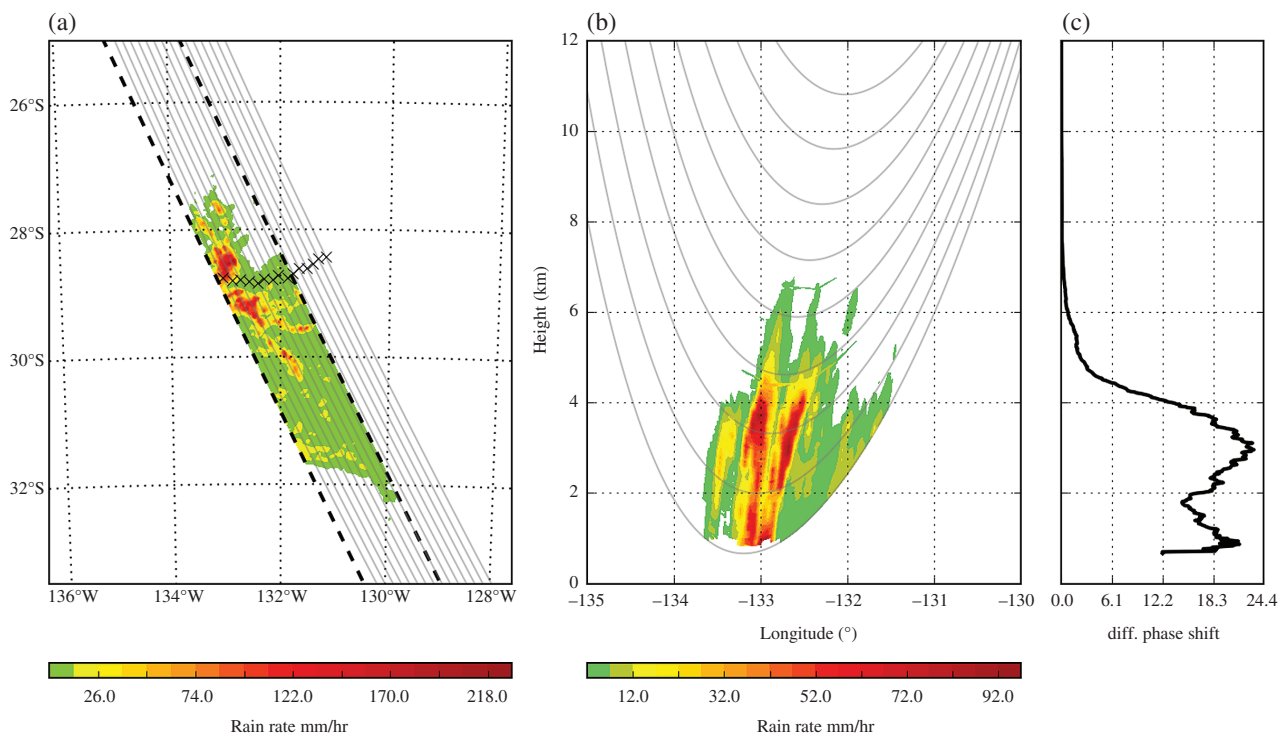 (a)
(b)
(c)
26°S
28°S
30°S
32°S
136°W
134°W
132°W
130°W
128°W
26.0
74.0
122.0
170.0
218.0
Rain rate mm/hr
Height (km)
12
10
8
6
4
2
0
−135
−134
−133
−132
−131
−130
Longitude (°)
12.0
32.0
52.0
72.0
92.0
Rain rate mm/hr
0.0
6.1
12.2
18.3
24.4
diff. phase shift